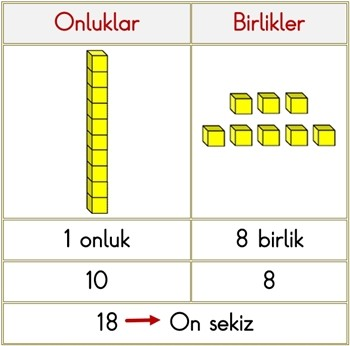 Onluklar Birlikler
1 onluk 8 birlik
10 8
18 → On sekiz